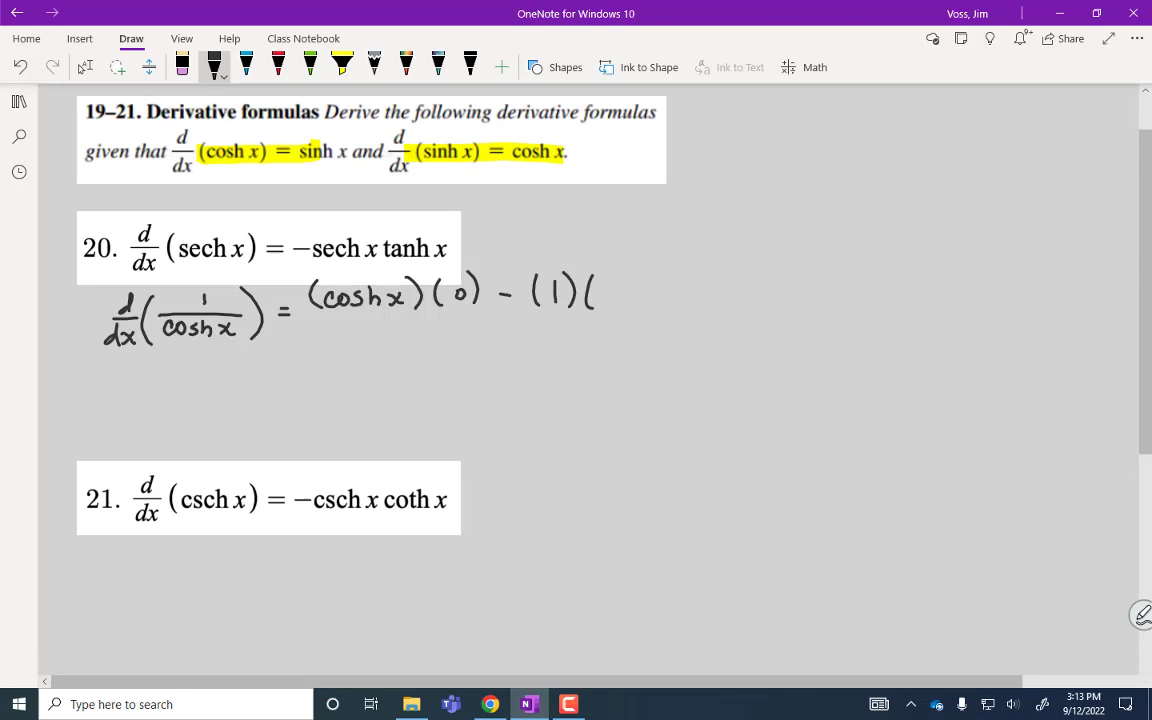 OneNote for Windows 10
Voss, Jim
Home Insert Draw View Help Class Notebook
Share
Shapes Ink to Shape Ink to Text Math
19–21. Derivative formulas Derive the following derivative formulas
given that d/dx (cosh x) = sinh x and d/dx (sinh x) = cosh x.
20. d/dx (sech x) = −sech x tanh x
d/dx (1/cosh x) = (cosh x)(0) - (1)(
21. d/dx (csch x) = −csch x coth x
Type here to search
3:13 PM
9/12/2022